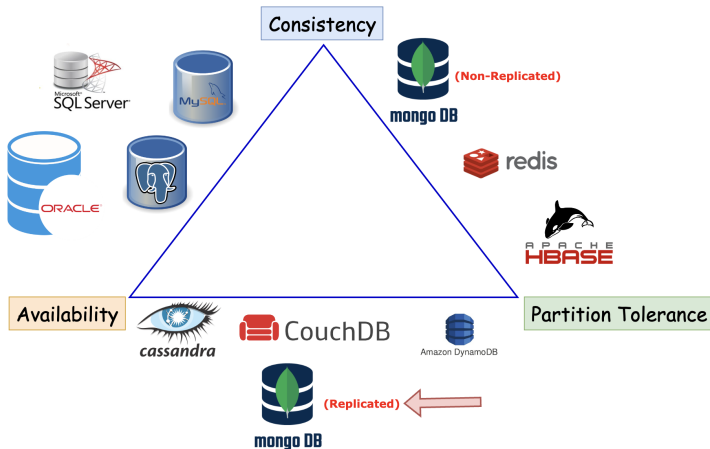 Consistency
Microsoft®
SQL Server®
MySQL®
(Non-Replicated)
mongo DB
redis
ORACLE®
APACHE
HBASE
Availability
Partition Tolerance
cassandra
CouchDB
Amazon DynamoDB
(Replicated)
mongo DB